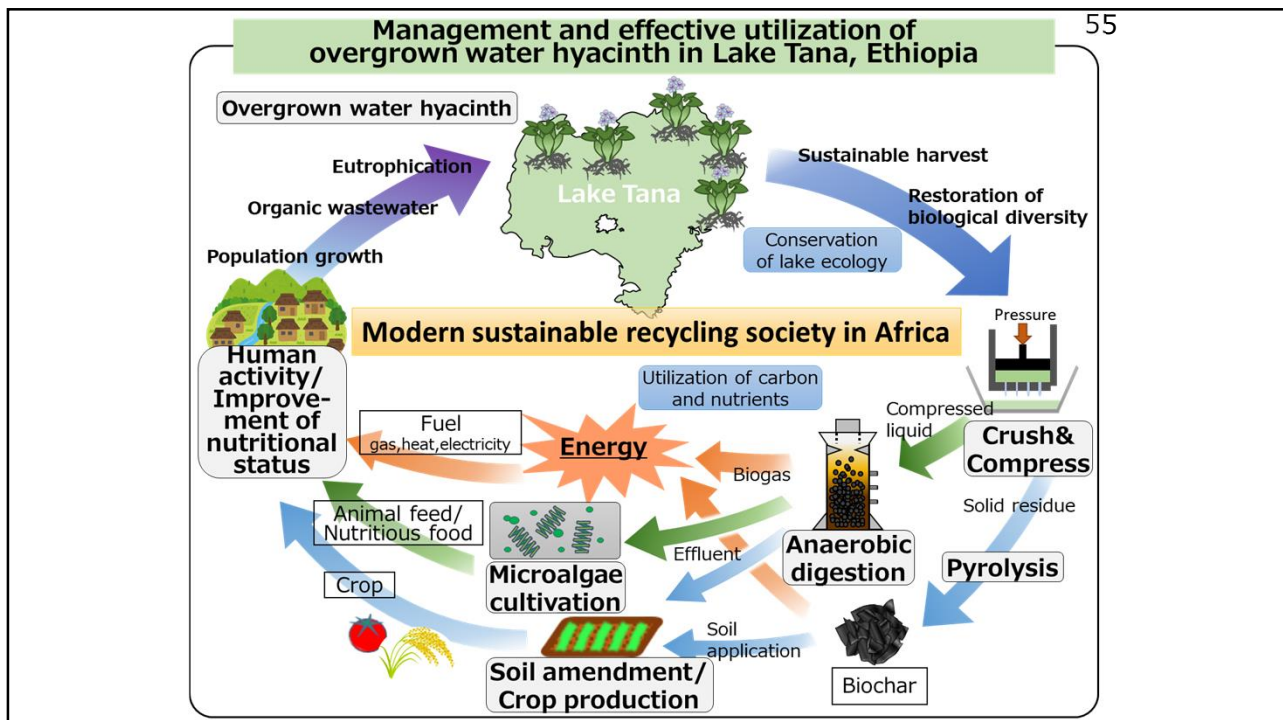 55
Management and effective utilization of
overgrown water hyacinth in Lake Tana, Ethiopia
Overgrown water hyacinth
Eutrophication
Organic wastewater
Population growth
Lake Tana
Sustainable harvest
Restoration of
biological diversity
Conservation
of lake ecology
Modern sustainable recycling society in Africa
Pressure
Human
activity/
Improve-
ment of
nutritional
status
Utilization of carbon
and nutrients
Fuel
gas,heat,electricity
Energy
Biogas
Compressed
liquid
Crush&
Compress
Solid residue
Animal feed/
Nutritious food
Effluent
Anaerobic
digestion
Pyrolysis
Microalgae
cultivation
Crop
Soil
application
Soil amendment/
Crop production
Biochar